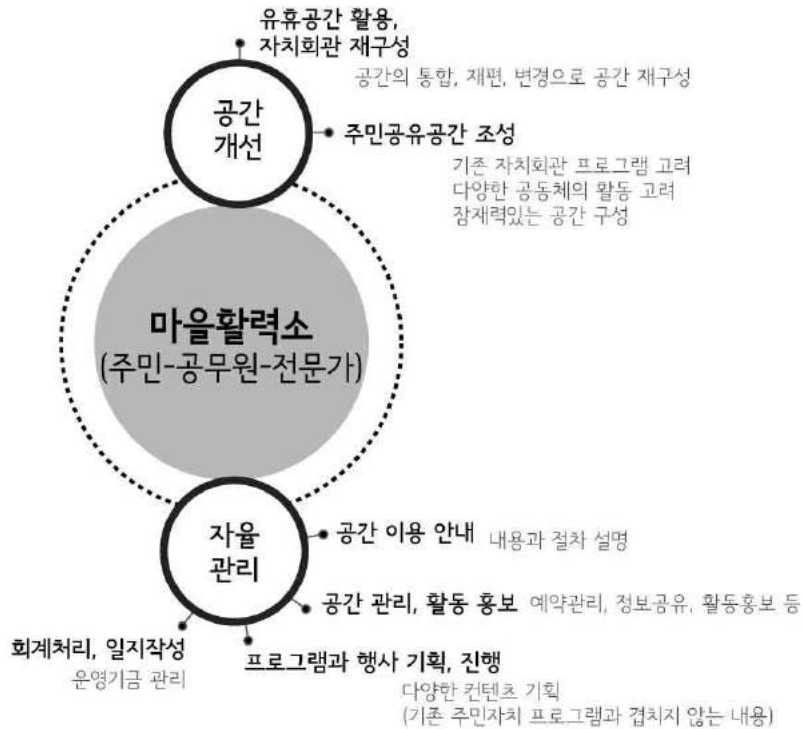 유휴공간 활용,
자치회관 재구성
공간의 통합, 재편, 변경으로 공간 재구성
공간
개선
주민공유공간 조성
기존 자치회관 프로그램 고려
다양한 공동체의 활동 고려
잠재력있는 공간 구성
마을활력소
(주민-공무원-전문가)
자율
관리
공간 이용 안내 내용과 절차 설명
공간 관리, 활동 홍보 예약관리, 정보공유, 활동홍보 등
회계처리, 일지작성
운영기금 관리
프로그램과 행사 기획, 진행
다양한 컨텐츠 기획
(기존 주민자치 프로그램과 겹치지 않는 내용)